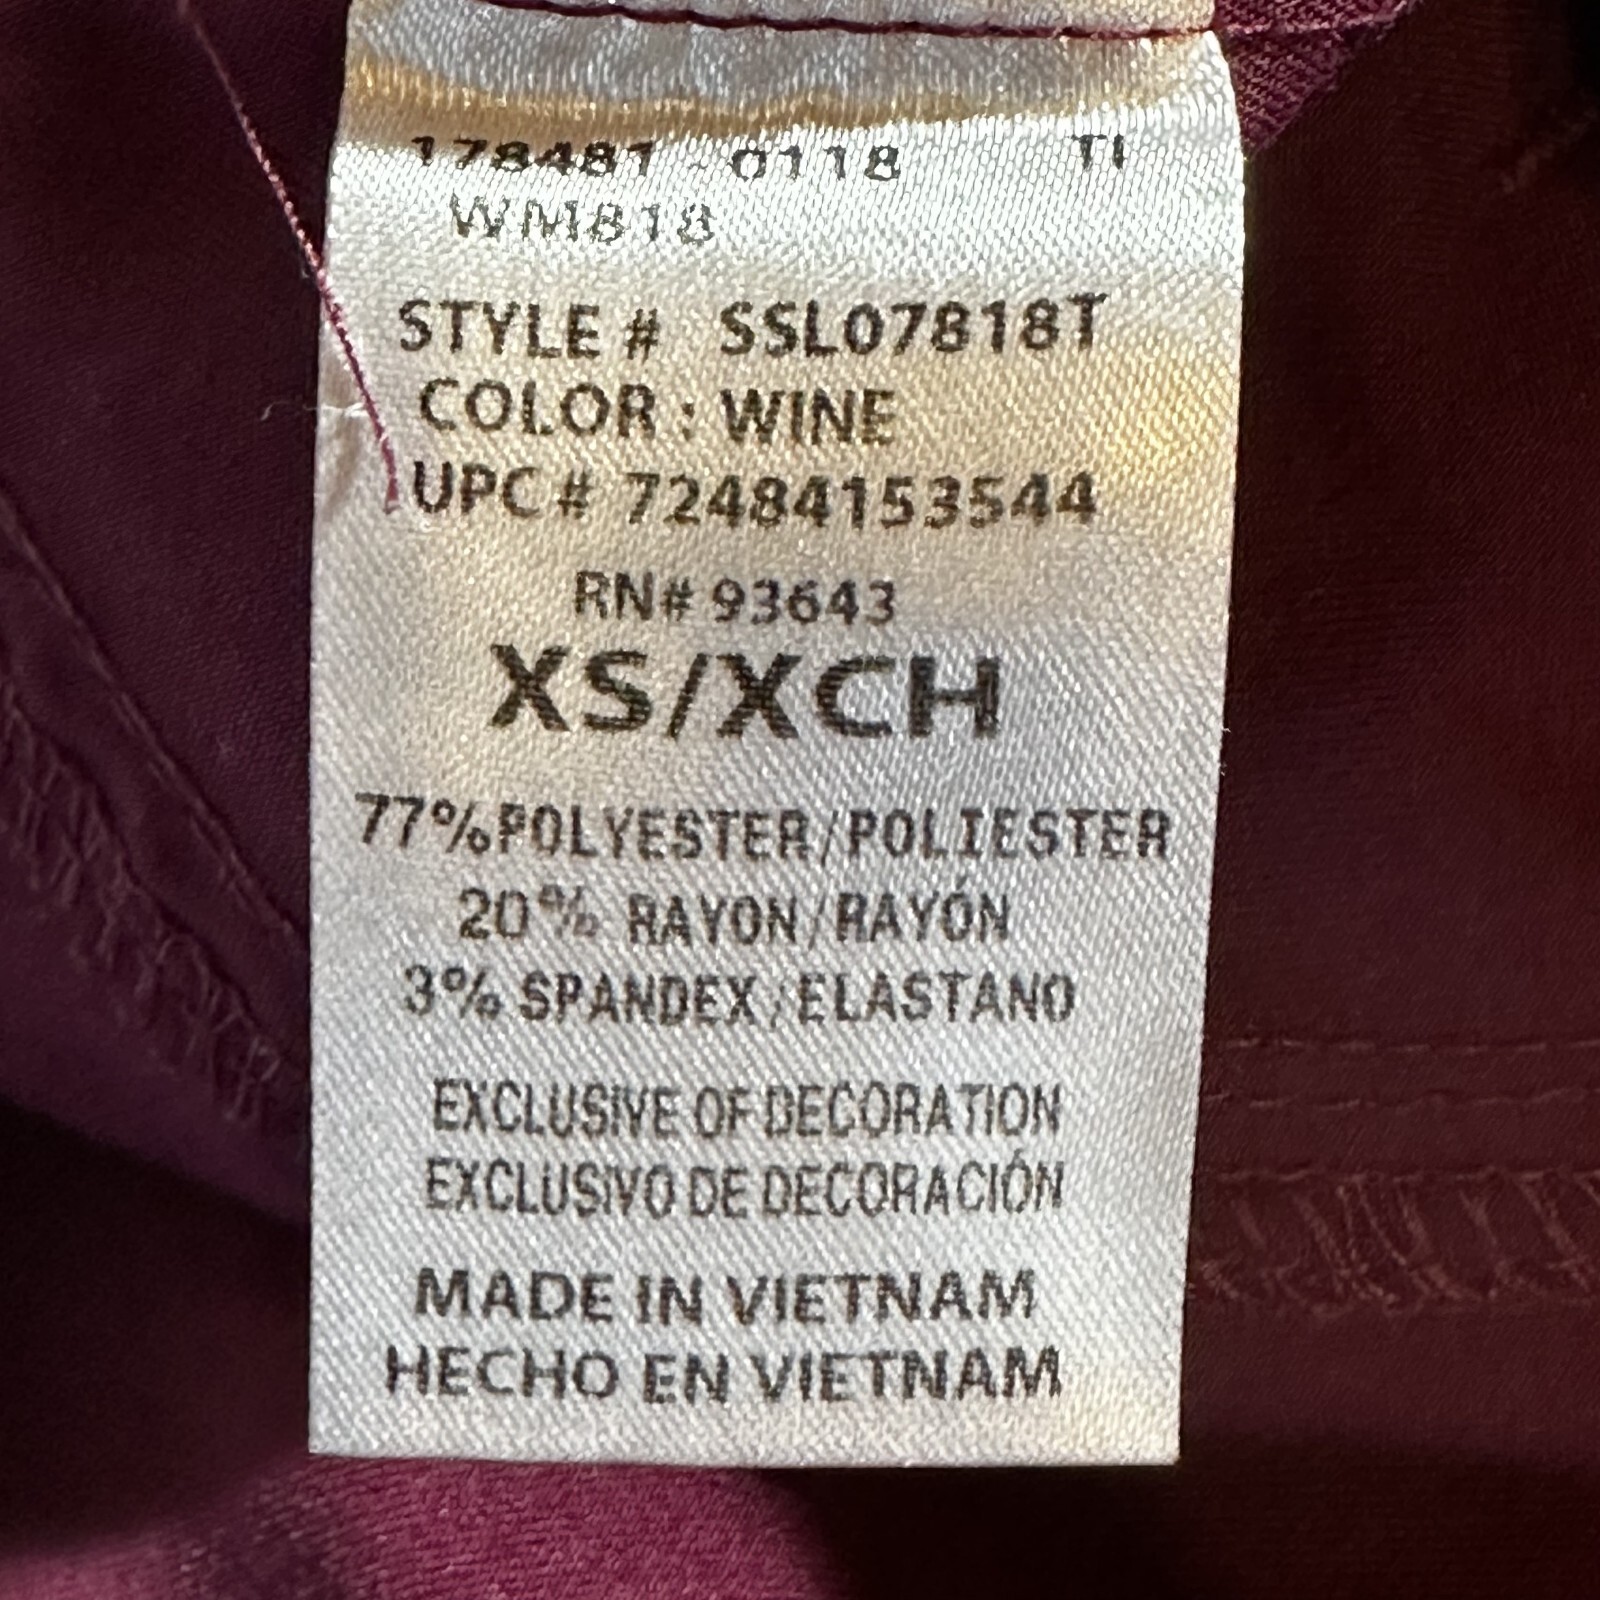 178481 - 0118 TI
WM818
STYLE # SSL07818T
COLOR : WINE
UPC # 72484153544
RN# 93643
XS/XCH
77% POLYESTER/POLIESTER
20% RAYON/RAYÓN
3% SPANDEX/ELASTANO
EXCLUSIVE OF DECORATION
EXCLUSIVO DE DECORACIÓN
MADE IN VIETNAM
HECHO EN VIETNAM